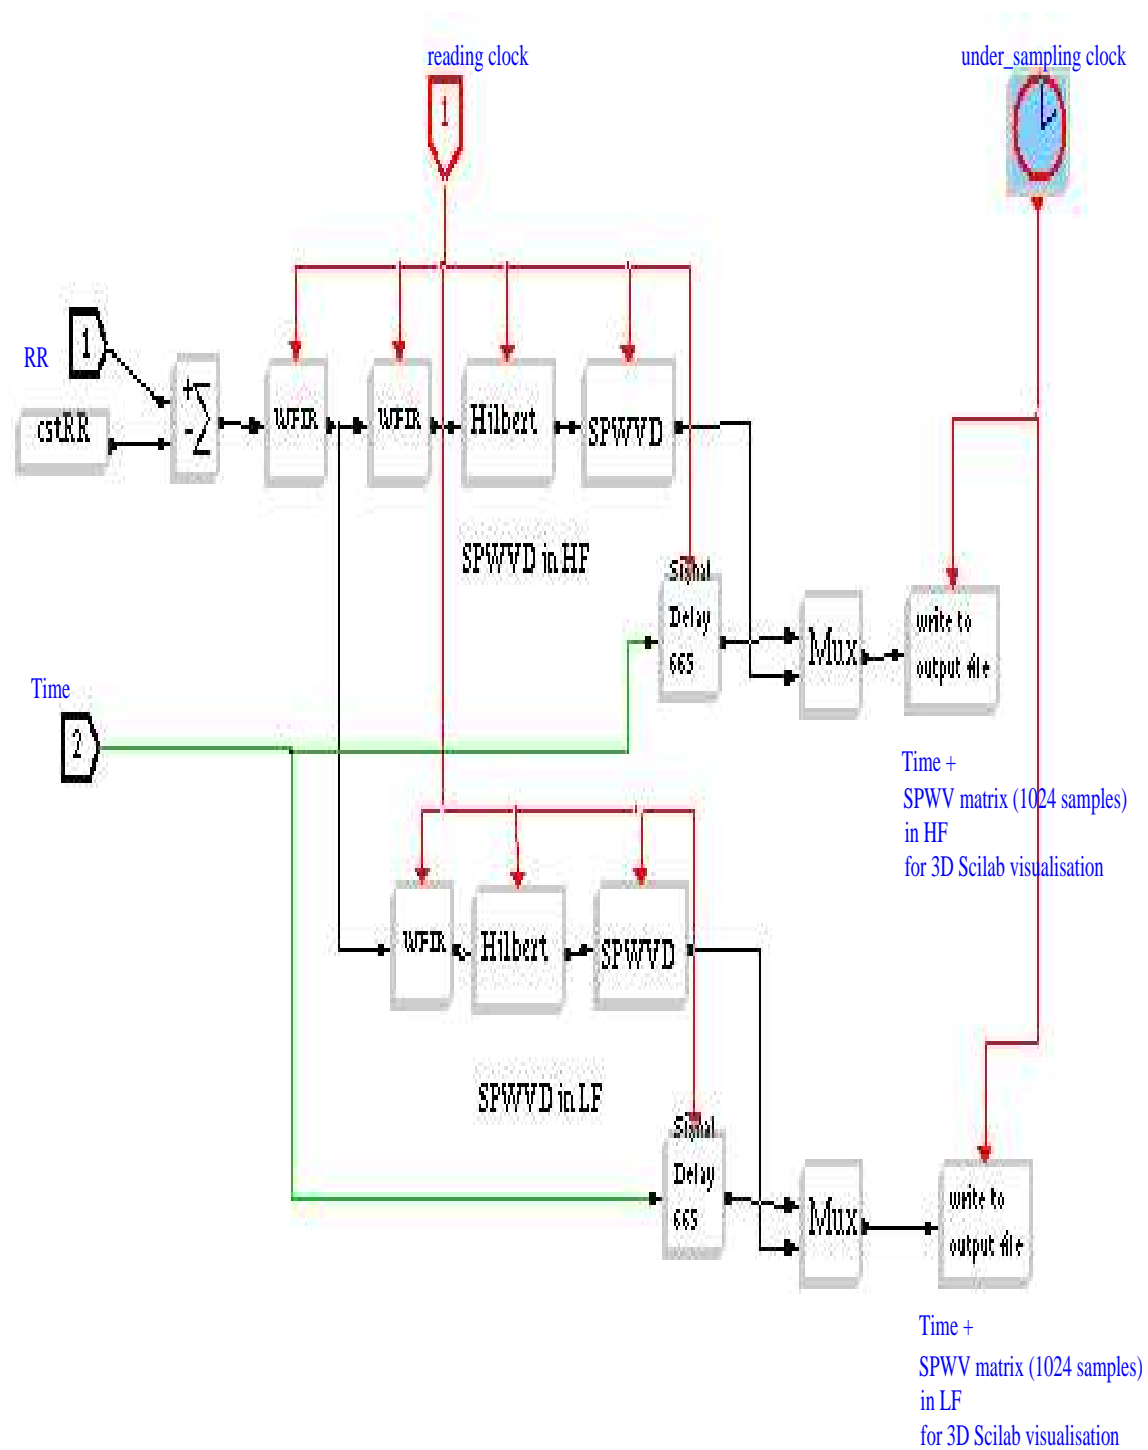 reading clock
under_sampling clock
1
RR
1
cstRR
+
-
Σ
WFIR
WFIR
Hilbert
SPWVD
SPWVD in HF
Signal
Delay
665
Mux
write to
output file
Time
2
Time +
SPWV matrix (1024 samples)
in HF
for 3D Scilab visualisation
WFIR
Hilbert
SPWVD
SPWVD in LF
Signal
Delay
665
Mux
write to
output file
Time +
SPWV matrix (1024 samples)
in LF
for 3D Scilab visualisation